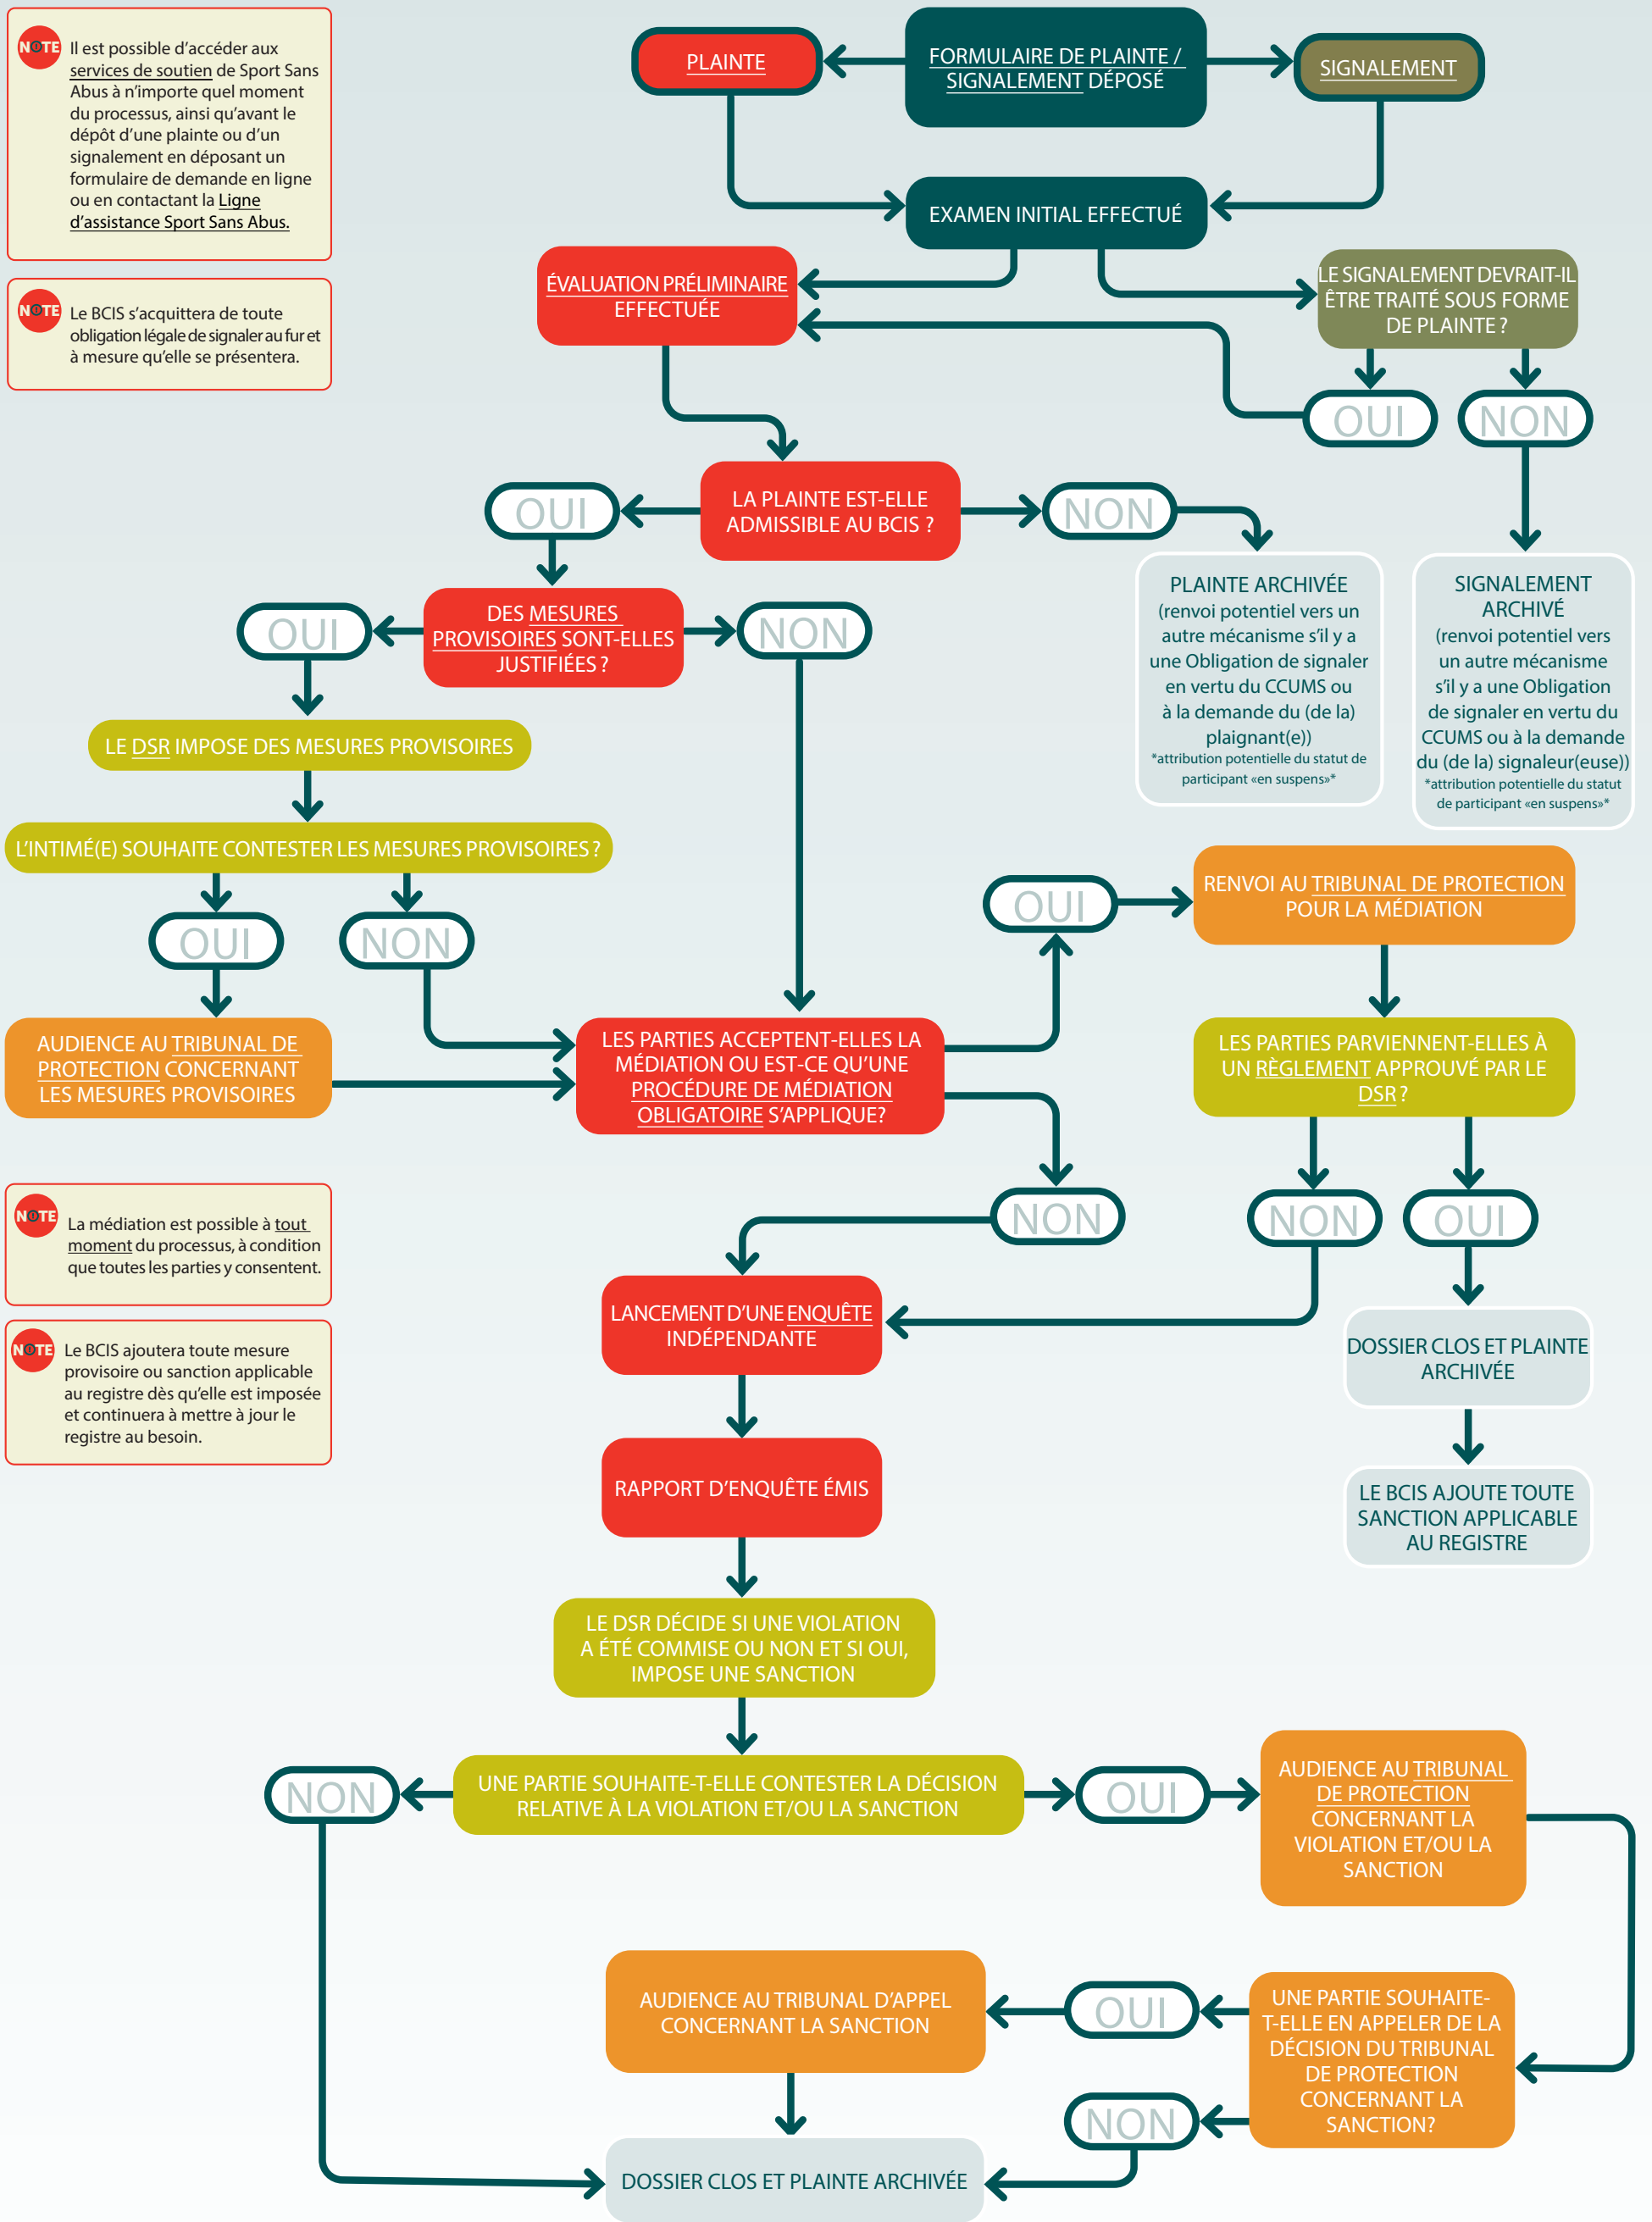 NOTE
Il est possible d’accéder aux
services de soutien de Sport Sans
Abus à n’importe quel moment
du processus, ainsi qu’avant le
dépôt d’une plainte ou d’un
signalement en déposant un
formulaire de demande en ligne
ou en contactant la Ligne
d’assistance Sport Sans Abus.
NOTE
Le BCIS s’acquittera de toute
obligation légale de signaler au fur et
à mesure qu’elle se présentera.
PLAINTE
FORMULAIRE DE PLAINTE /
SIGNALEMENT DÉPOSÉ
SIGNALEMENT
EXAMEN INITIAL EFFECTUÉ
ÉVALUATION PRÉLIMINAIRE
EFFECTUÉE
LE SIGNALEMENT DEVRAIT-IL
ÊTRE TRAITÉ SOUS FORME
DE PLAINTE ?
OUI
NON
OUI
LA PLAINTE EST-ELLE
ADMISSIBLE AU BCIS ?
NON
PLAINTE ARCHIVÉE
(renvoi potentiel vers un
autre mécanisme s’il y a
une Obligation de signaler
en vertu du CCUMS ou
à la demande du (de la)
plaignant(e))
*attribution potentielle du statut de
participant «en suspens»*
SIGNALEMENT
ARCHIVÉ
(renvoi potentiel vers
un autre mécanisme
s’il y a une Obligation
de signaler en vertu du
CCUMS ou à la demande
du (de la) signaleur(euse))
*attribution potentielle du statut
de participant «en suspens»*
OUI
DES MESURES
PROVISOIRES SONT-ELLES
JUSTIFIÉES ?
NON
LE DSR IMPOSE DES MESURES PROVISOIRES
L’INTIMÉ(E) SOUHAITE CONTESTER LES MESURES PROVISOIRES ?
OUI
NON
AUDIENCE AU TRIBUNAL DE
PROTECTION CONCERNANT
LES MESURES PROVISOIRES
LES PARTIES ACCEPTENT-ELLES LA
MÉDIATION OU EST-CE QU’UNE
PROCÉDURE DE MÉDIATION
OBLIGATOIRE S’APPLIQUE?
OUI
RENVOI AU TRIBUNAL DE PROTECTION
POUR LA MÉDIATION
LES PARTIES PARVIENNENT-ELLES À
UN RÈGLEMENT APPROUVÉ PAR LE
DSR ?
NON
NON
OUI
NOTE
La médiation est possible à tout
moment du processus, à condition
que toutes les parties y consentent.
NOTE
Le BCIS ajoutera toute mesure
provisoire ou sanction applicable
au registre dès qu’elle est imposée
et continuera à mettre à jour le
registre au besoin.
LANCEMENT D’UNE ENQUÊTE
INDÉPENDANTE
DOSSIER CLOS ET PLAINTE
ARCHIVÉE
LE BCIS AJOUTE TOUTE
SANCTION APPLICABLE
AU REGISTRE
RAPPORT D’ENQUÊTE ÉMIS
LE DSR DÉCIDE SI UNE VIOLATION
A ÉTÉ COMMISE OU NON ET SI OUI,
IMPOSE UNE SANCTION
NON
UNE PARTIE SOUHAITE-T-ELLE CONTESTER LA DÉCISION
RELATIVE À LA VIOLATION ET/OU LA SANCTION
OUI
AUDIENCE AU TRIBUNAL
DE PROTECTION
CONCERNANT LA
VIOLATION ET/OU LA
SANCTION
AUDIENCE AU TRIBUNAL D’APPEL
CONCERNANT LA SANCTION
OUI
UNE PARTIE SOUHAITE-
T-ELLE EN APPELER DE LA
DÉCISION DU TRIBUNAL
DE PROTECTION
CONCERNANT LA
SANCTION?
NON
DOSSIER CLOS ET PLAINTE ARCHIVÉE